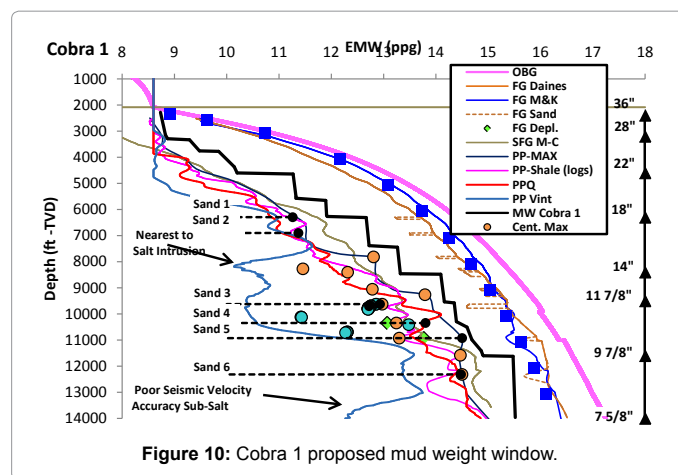 Cobra 1
EMW (ppg)
8 9 10 11 12 13 14 15 16 17 18
Depth (ft -TVD)
1000
2000
3000
4000
5000
6000
7000
8000
9000
10000
11000
12000
13000
14000
OBG
FG Daines
FG M&K
FG Sand
FG Depl.
SFG M-C
PP-MAX
PP-Shale (logs)
PPQ
PP Vint
MW Cobra 1
Cent. Max
36"
28"
22"
18"
14"
11 7/8"
9 7/8"
7 5/8"
Sand 1
Sand 2
Nearest to
Salt Intrusion
Sand 3
Sand 4
Sand 5
Sand 6
Poor Seismic Velocity
Accuracy Sub-Salt
Figure 10: Cobra 1 proposed mud weight window.